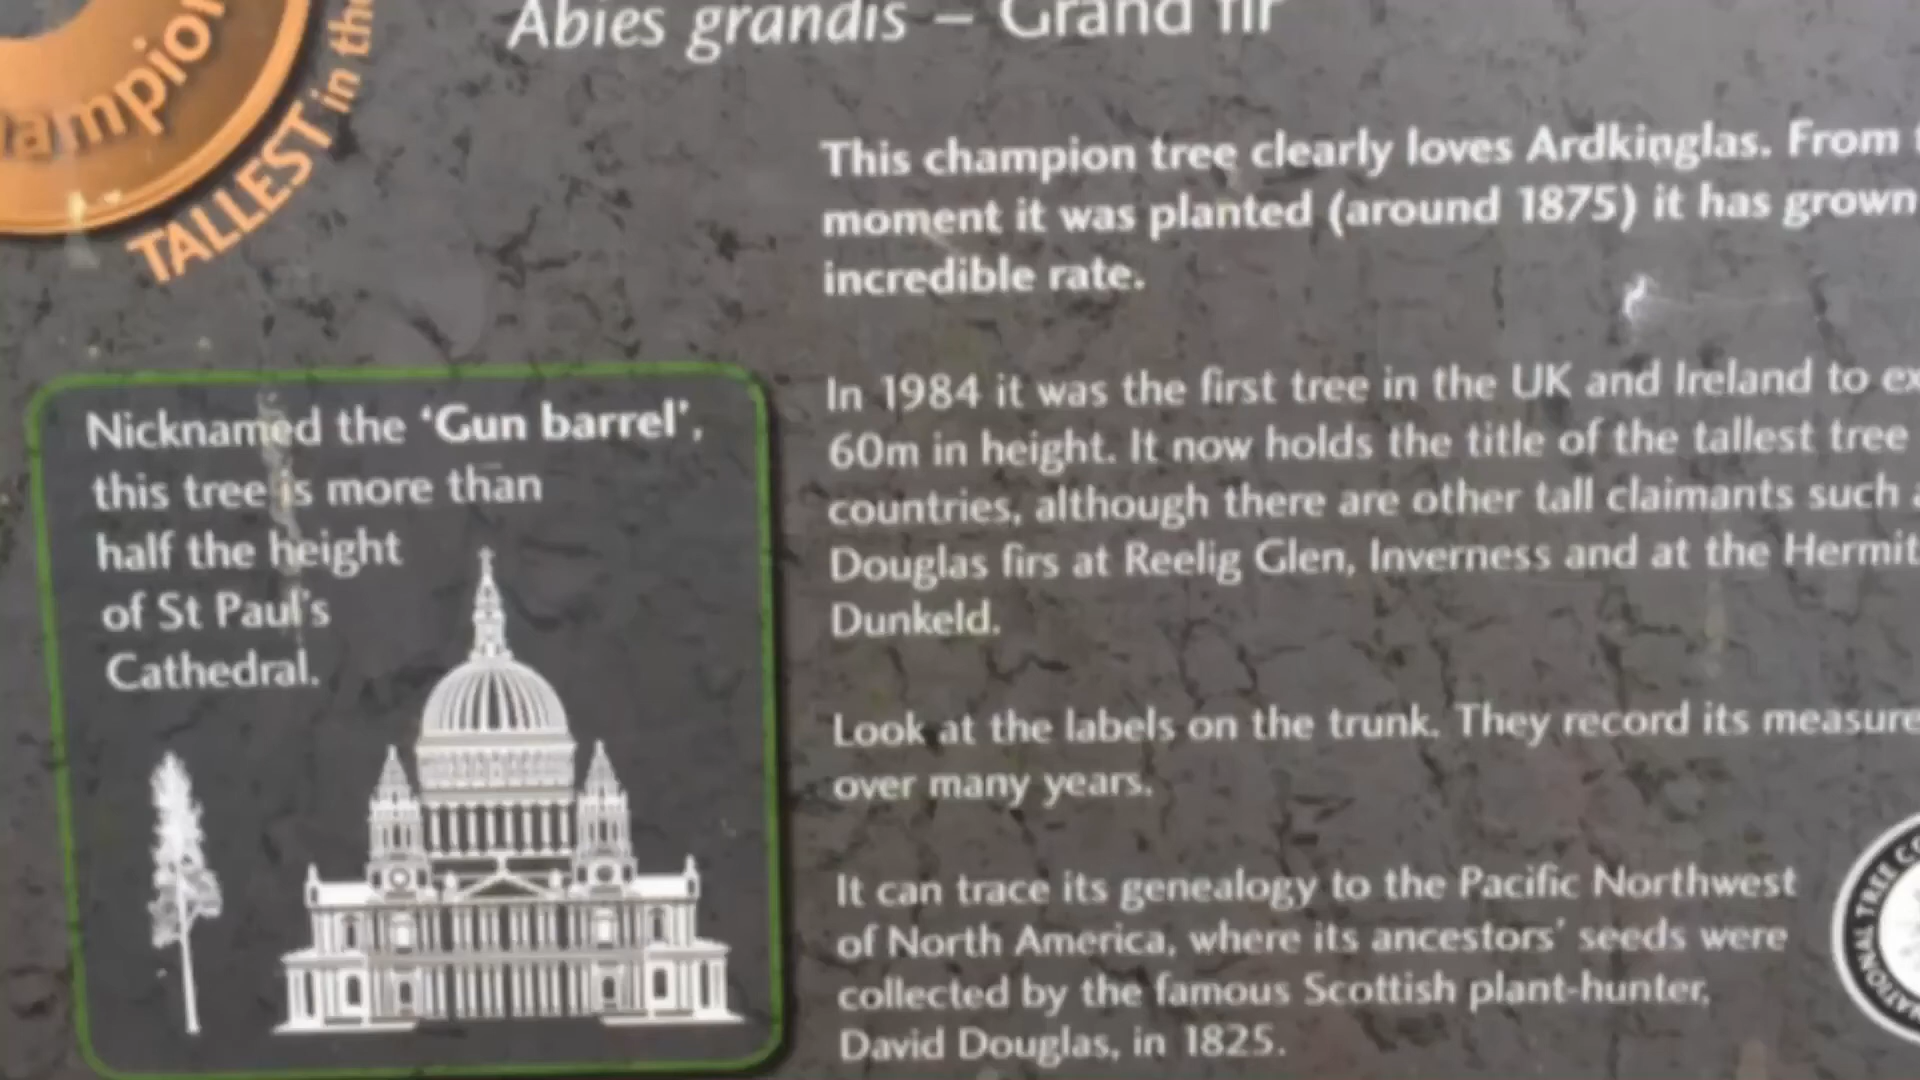 Abies grandis – Grand fir
Champion
TALLEST in the
This champion tree clearly loves Ardkinglas. From
moment it was planted (around 1875) it has grown
incredible rate.
Nicknamed the ‘Gun barrel’,
this tree is more than
half the height
of St Paul's
Cathedral.
In 1984 it was the first tree in the UK and Ireland to
60m in height. It now holds the title of the tallest tree
countries, although there are other tall claimants such
Douglas firs at Reelig Glen, Inverness and at the
Dunkeld.
Look at the labels on the trunk. They record its
over many years.
It can trace its genealogy to the Pacific Northwest
of North America, where its ancestors’ seeds were
collected by the famous Scottish plant-hunter,
David Douglas, in 1825.
TREE